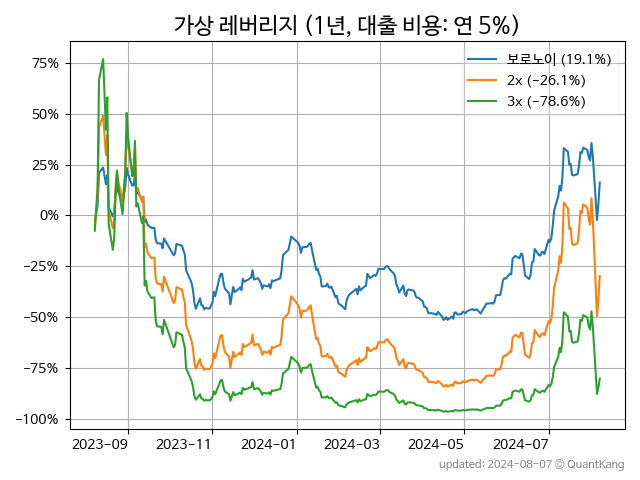 가상 레버리지 (1년, 대출 비용: 연 5%)
보로노이 (19.1%)
2x (−26.1%)
3x (−78.6%)
75%
50%
25%
0%
−25%
−50%
−75%
−100%
2023-09 2023-11 2024-01 2024-03 2024-05 2024-07
updated: 2024-08-07 © QuantKang